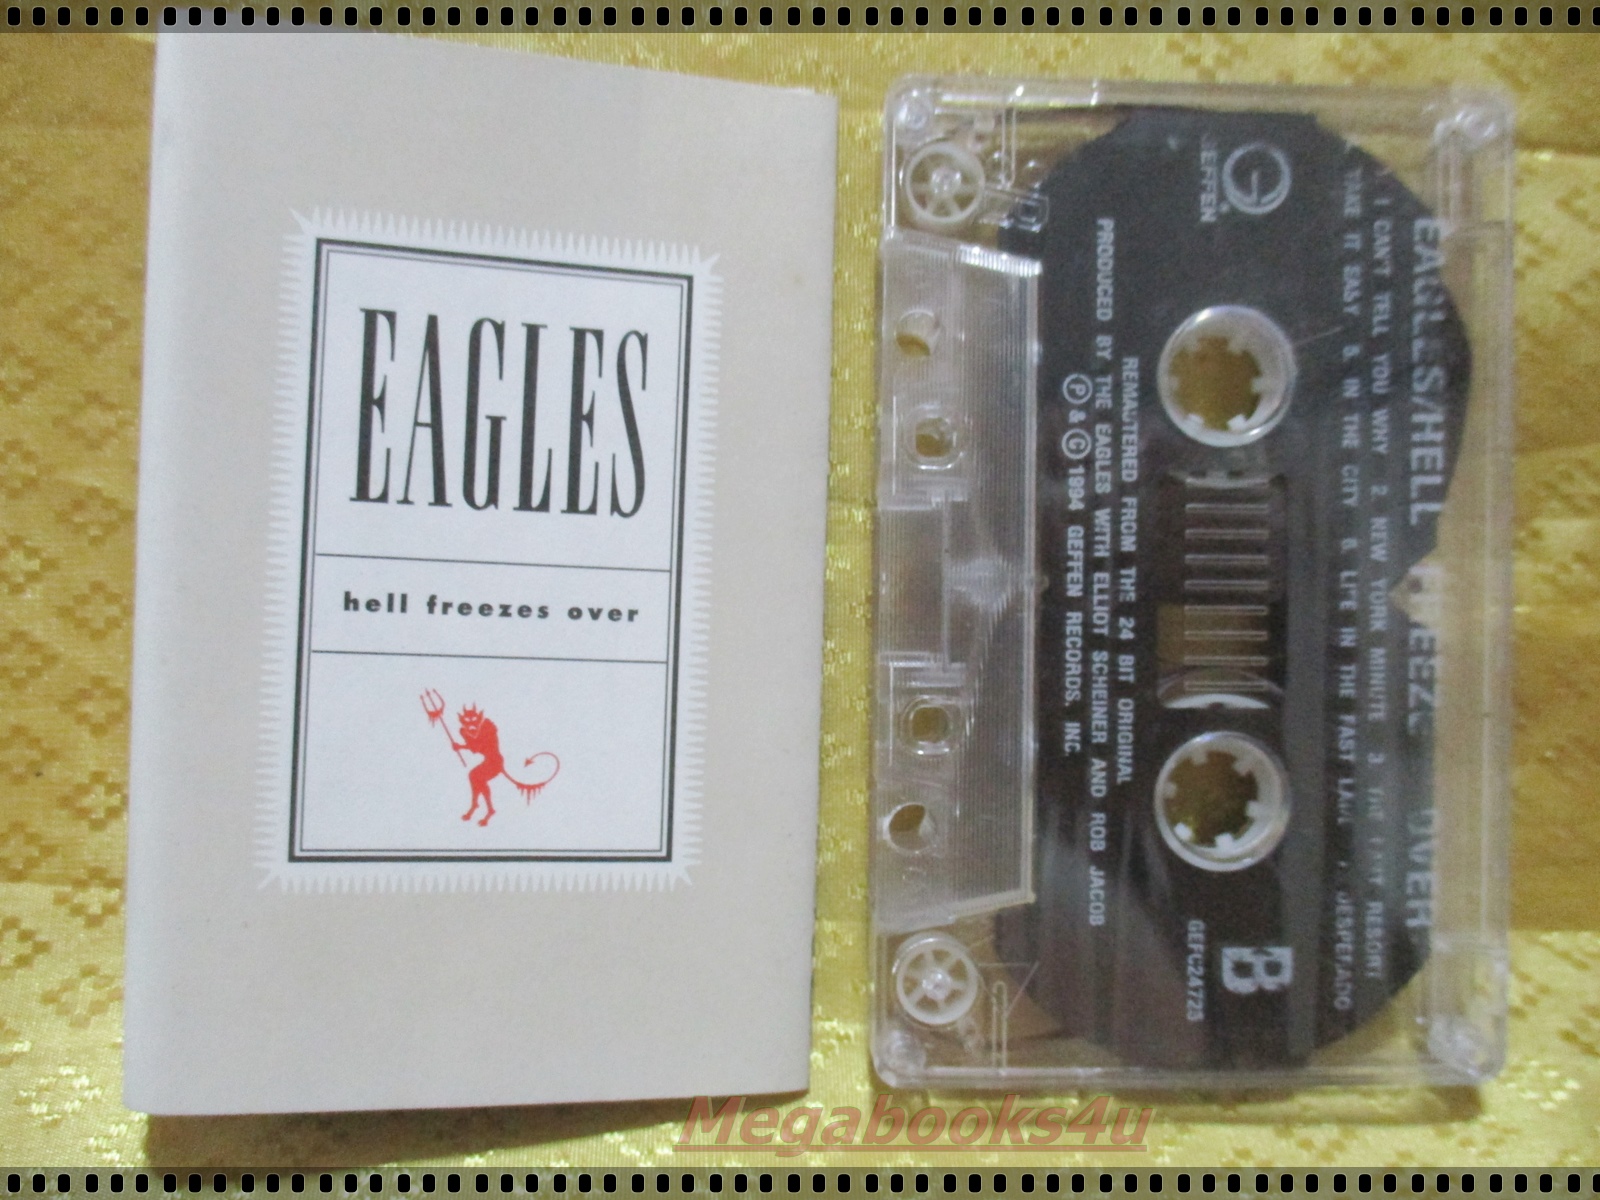 EAGLES
hell freezes over
EAGLES/HELL OVER
1. I CAN'T TELL YOU WHY 2. NEW YORK MINUTE 3. THE LAST RESORT
TAKE IT EASY 5. IN THE CITY 6. LIFE IN THE FAST LANE 7. DESPERADO
GEFFEN
B
GEFC24725
REMASTERED FROM THE 24 BIT ORIGINAL
PRODUCED BY THE EAGLES WITH ELLIOT SCHEINER AND ROB JACOB
Ⓟ & © 1994 GEFFEN RECORDS, INC.
Megabooks4u